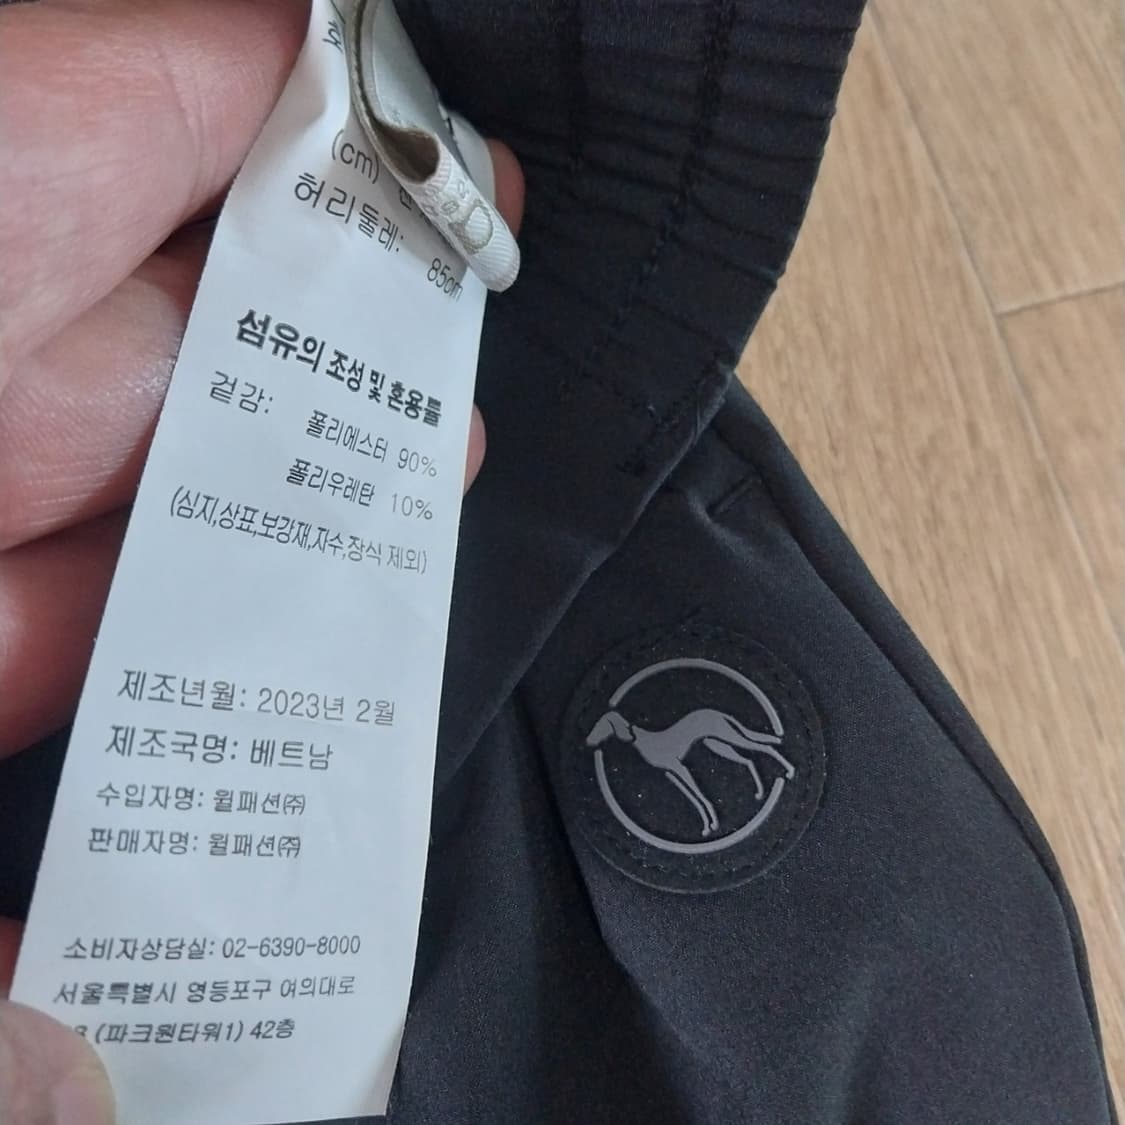 (cm)
허리둘레: 85cm
섬유의 조성 및 혼용률
겉감: 폴리에스터 90%
폴리우레탄 10%
(심지,상표,보강재,자수,장식 제외)
제조년월: 2023년 2월
제조국명: 베트남
수입자명: 월패션㈜
판매자명: 월패션㈜
소비자상담실: 02-6390-8000
서울특별시 영등포구 여의대로
(파크원타워1) 42층